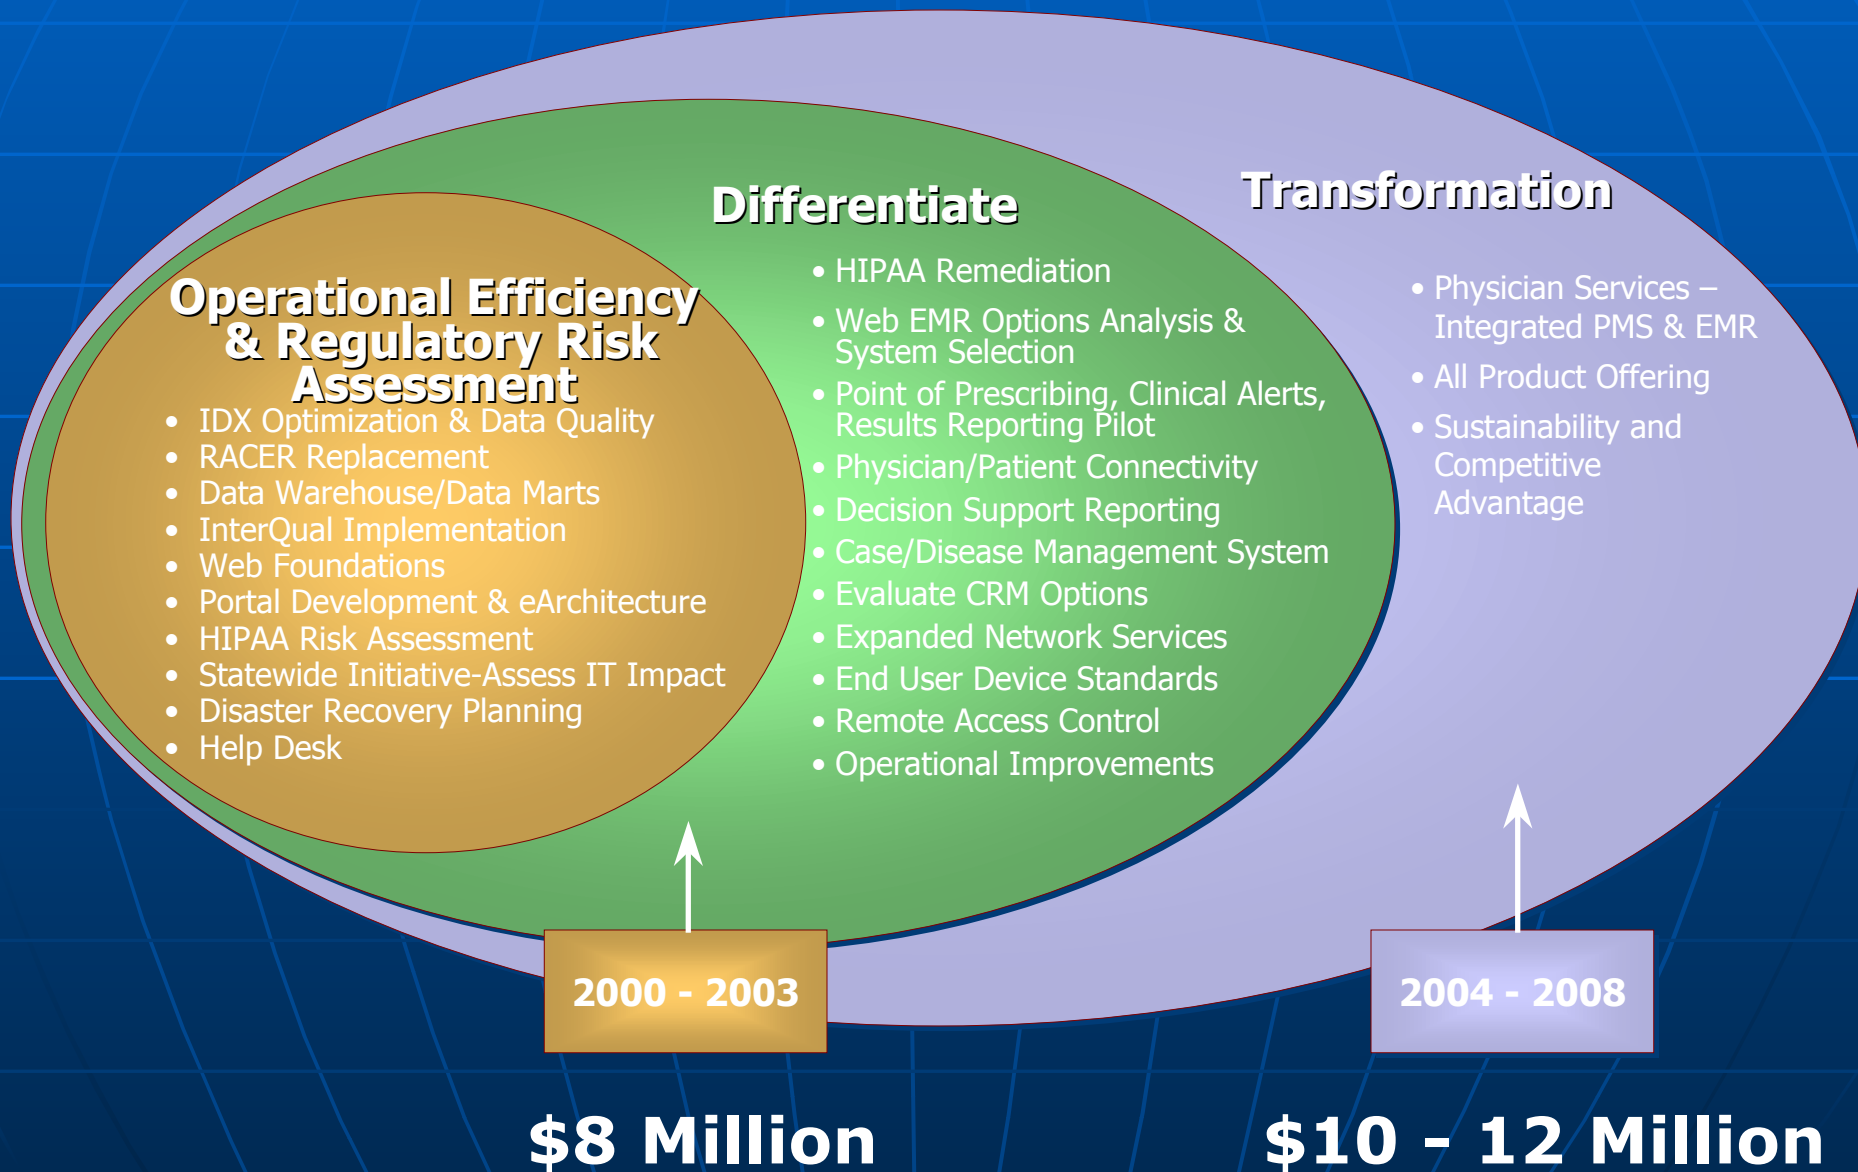 Operational Efficiency
& Regulatory Risk
Assessment
• IDX Optimization & Data Quality
• RACER Replacement
• Data Warehouse/Data Marts
• InterQual Implementation
• Web Foundations
• Portal Development & eArchitecture
• HIPAA Risk Assessment
• Statewide Initiative-Assess IT Impact
• Disaster Recovery Planning
• Help Desk
Differentiate
• HIPAA Remediation
• Web EMR Options Analysis &
System Selection
• Point of Prescribing, Clinical Alerts,
Results Reporting Pilot
• Physician/Patient Connectivity
• Decision Support Reporting
• Case/Disease Management System
• Evaluate CRM Options
• Expanded Network Services
• End User Device Standards
• Remote Access Control
• Operational Improvements
Transformation
• Physician Services –
Integrated PMS & EMR
• All Product Offering
• Sustainability and
Competitive
Advantage
2000 - 2003
2004 - 2008
$8 Million
$10 - 12 Million